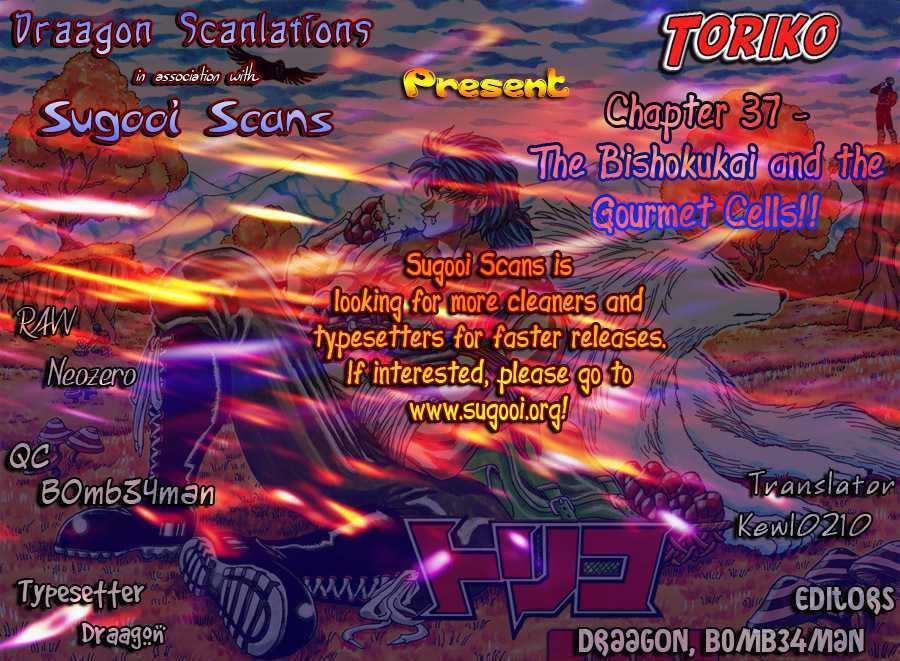 Draagon Scanlations
in association with
Sugooi Scans
Present
TORIKO
Chapter 37 -
The Bishokukai and the
Gourmet Cells!!
Sugooi Scans is
looking for more cleaners and
typesetters for faster releases.
If interested, please go to
www.sugooi.org!
RAW
Neozero
QC
B0mb34man
Typesetter
Draagon
Translator
Kewl0210
EDITORS
DRAAGON, B0MB34MAN
トリコ